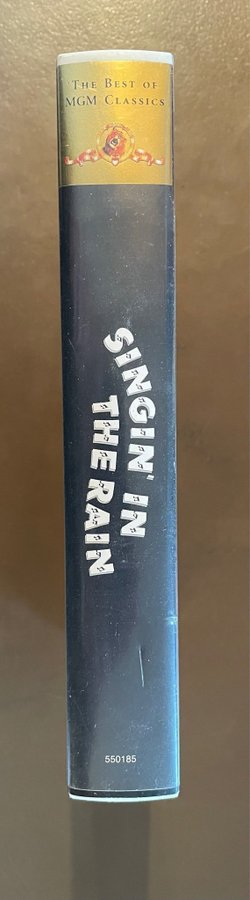 THE BEST OF
MGM CLASSICS
SINGIN' IN
THE RAIN
550185